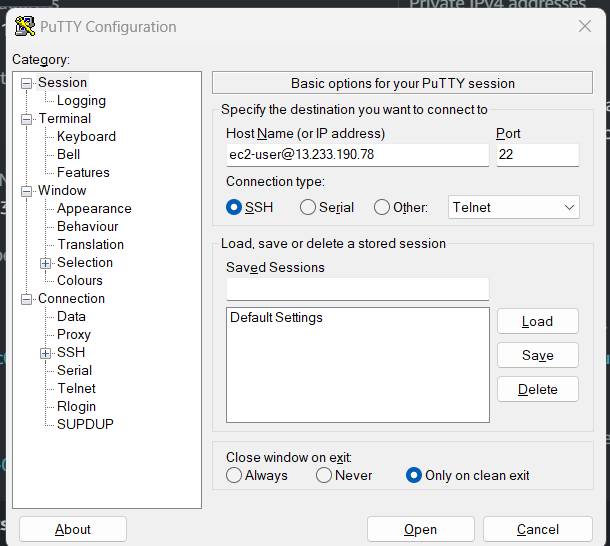 Private IPv4 addresses
PuTTY Configuration
Category:
Session
Logging
Terminal
Keyboard
Bell
Features
Window
Appearance
Behaviour
Translation
Selection
Colours
Connection
Data
Proxy
SSH
Serial
Telnet
Rlogin
SUPDUP
Basic options for your PuTTY session
Specify the destination you want to connect to
Host Name (or IP address) Port
ec2-user@13.233.190.78 22
Connection type:
SSH Serial Other: Telnet
Load, save or delete a stored session
Saved Sessions
Default Settings
Load
Save
Delete
Close window on exit:
Always Never Only on clean exit
About Open Cancel